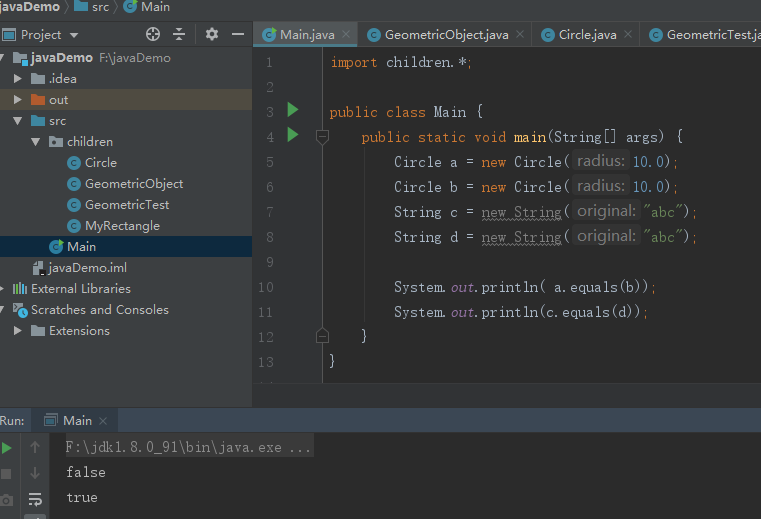 javaDemo src Main
Project
Main.java GeometricObject.java Circle.java GeometricTest.ja
javaDemo F:\javaDemo
.idea
out
src
children
Circle
GeometricObject
GeometricTest
MyRectangle
Main
javaDemo.iml
External Libraries
Scratches and Consoles
Extensions
1 import children.*;
2
3 public class Main {
4 public static void main(String[] args) {
5 Circle a = new Circle( radius: 10.0);
6 Circle b = new Circle( radius: 10.0);
7 String c = new String( original: "abc");
8 String d = new String( original: "abc");
9
10 System.out.println( a.equals(b));
11 System.out.println(c.equals(d));
12 }
13 }
Run: Main
F:\jdk1.8.0_91\bin\java.exe ...
false
true